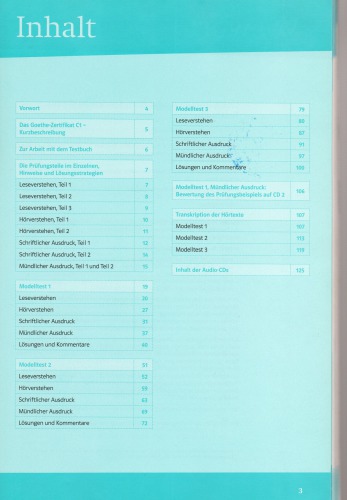 Inhalt
Vorwort 4
Das Goethe-Zertifikat C1 –
Kurzbeschreibung 5
Zur Arbeit mit dem Testbuch 6
Die Prüfungsteile im Einzelnen,
Hinweise und Lösungsstrategien 7
Leseverstehen, Teil 1 7
Leseverstehen, Teil 2 8
Leseverstehen, Teil 3 9
Hörverstehen, Teil 1 10
Hörverstehen, Teil 2 11
Schriftlicher Ausdruck, Teil 1 12
Schriftlicher Ausdruck, Teil 2 14
Mündlicher Ausdruck, Teil 1 und Teil 2 15
Modelltest 1 19
Leseverstehen 20
Hörverstehen 27
Schriftlicher Ausdruck 31
Mündlicher Ausdruck 37
Lösungen und Kommentare 40
Modelltest 2 51
Leseverstehen 52
Hörverstehen 59
Schriftlicher Ausdruck 63
Mündlicher Ausdruck 69
Lösungen und Kommentare 72
Modelltest 3 79
Leseverstehen 80
Hörverstehen 87
Schriftlicher Ausdruck 91
Mündlicher Ausdruck 97
Lösungen und Kommentare 100
Modelltest 1, Mündlicher Ausdruck:
Bewertung des Prüfungsbeispiels auf CD 2 106
Transkription der Hörtexte 107
Modelltest 1 107
Modelltest 2 113
Modelltest 3 119
Inhalt der Audio-CDs 125
3